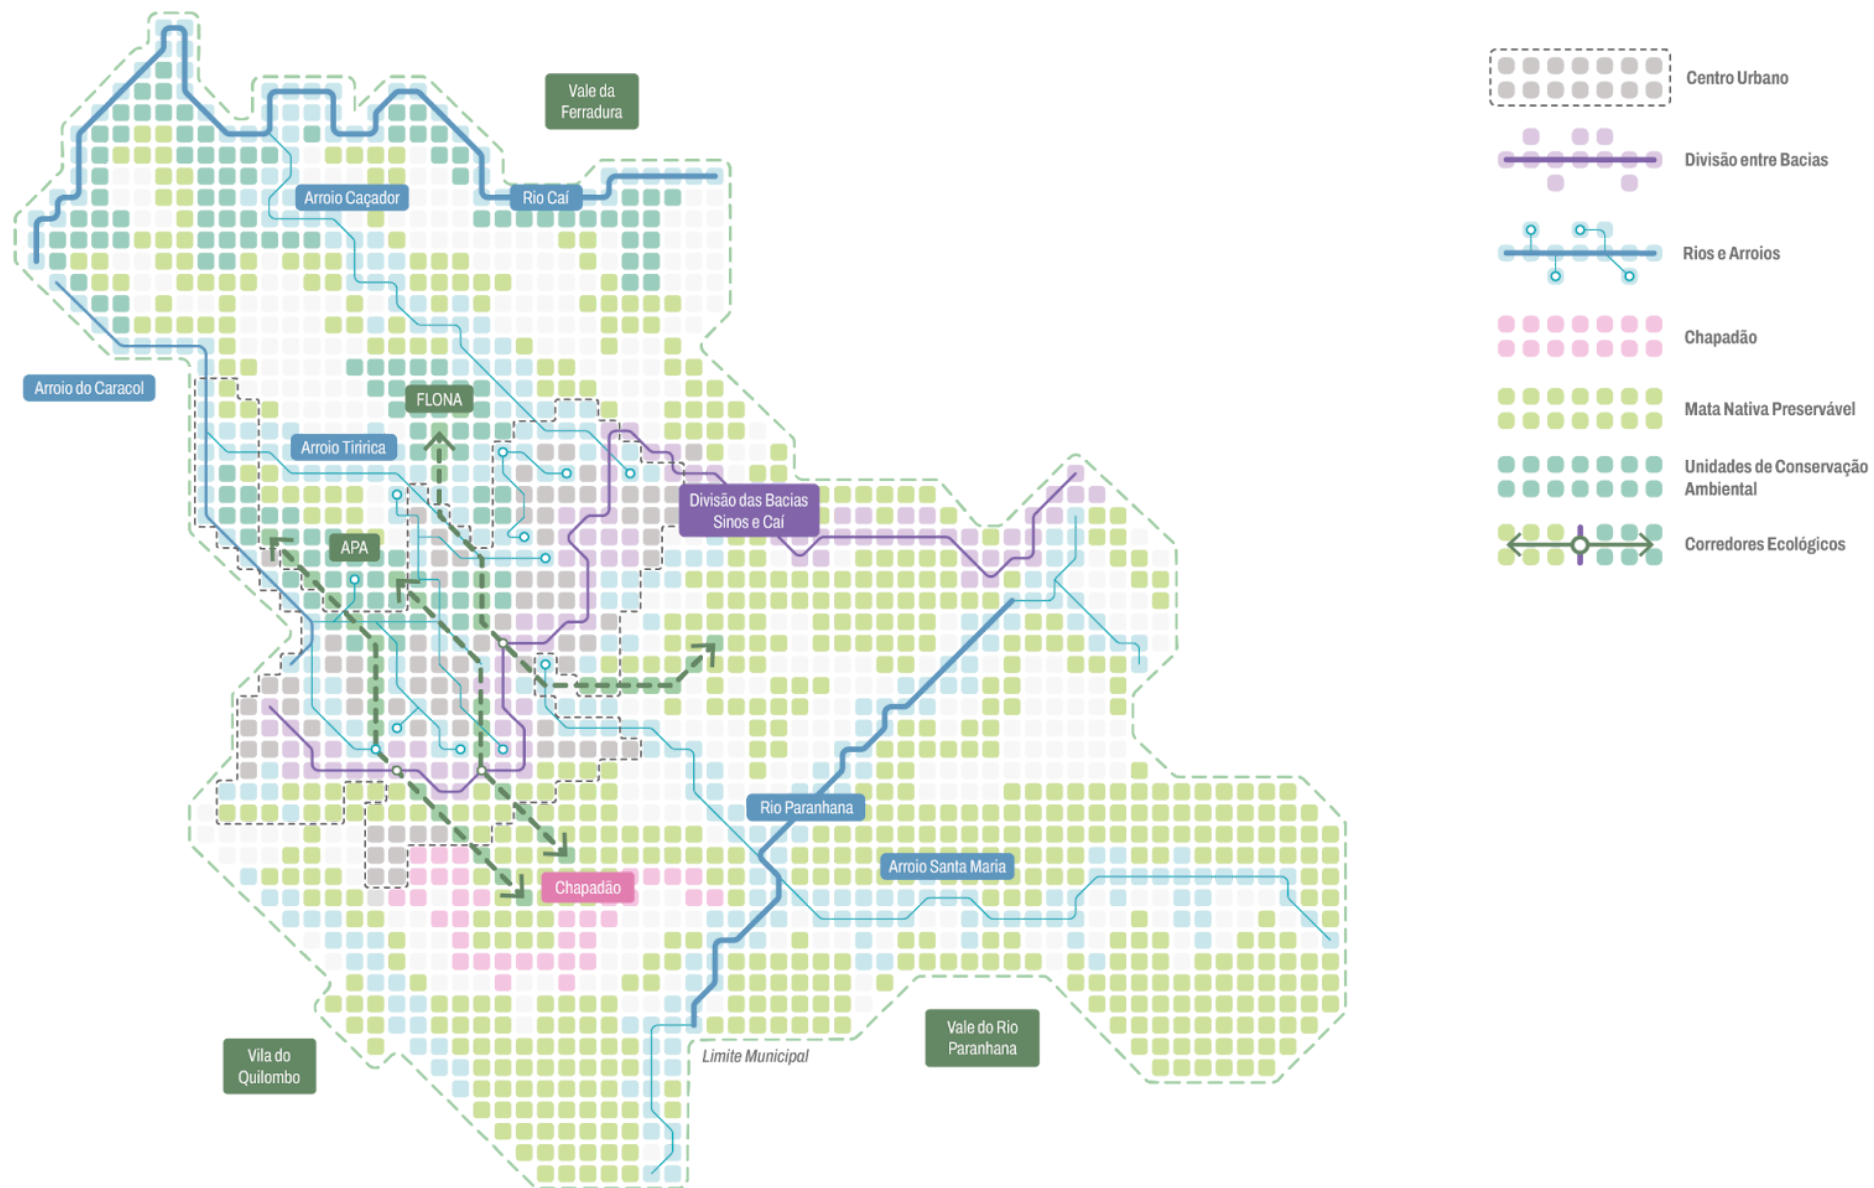 Vale da
Ferradura
Arroio Caçador
Rio Caí
Arroio do Caracol
FLONA
Arroio Tiririca
Divisão das Bacias
Sinos e Caí
APA
Rio Paranhana
Arroio Santa Maria
Chapadão
Vale do Rio
Paranhana
Limite Municipal
Vila do
Quilombo
Centro Urbano
Divisão entre Bacias
Rios e Arroios
Chapadão
Mata Nativa Preservável
Unidades de Conservação
Ambiental
Corredores Ecológicos